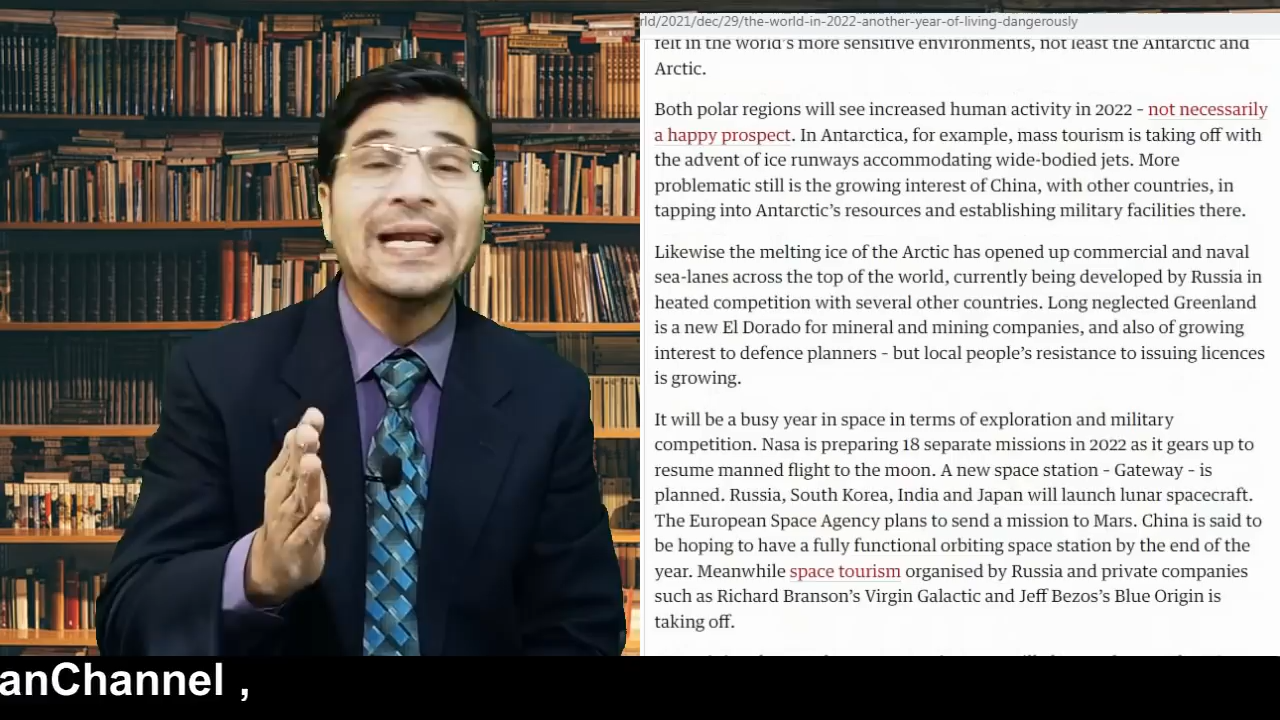 rld/2021/dec/29/the-world-in-2022-another-year-of-living-dangerously
felt in the world's more sensitive environments, not least the Antarctic and
Arctic.
Both polar regions will see increased human activity in 2022 – not necessarily
a happy prospect. In Antarctica, for example, mass tourism is taking off with
the advent of ice runways accommodating wide-bodied jets. More
problematic still is the growing interest of China, with other countries, in
tapping into Antarctic's resources and establishing military facilities there.
Likewise the melting ice of the Arctic has opened up commercial and naval
sea-lanes across the top of the world, currently being developed by Russia in
heated competition with several other countries. Long neglected Greenland
is a new El Dorado for mineral and mining companies, and also of growing
interest to defence planners – but local people's resistance to issuing licences
is growing.
It will be a busy year in space in terms of exploration and military
competition. Nasa is preparing 18 separate missions in 2022 as it gears up to
resume manned flight to the moon. A new space station – Gateway – is
planned. Russia, South Korea, India and Japan will launch lunar spacecraft.
The European Space Agency plans to send a mission to Mars. China is said to
be hoping to have a fully functional orbiting space station by the end of the
year. Meanwhile space tourism organised by Russia and private companies
such as Richard Branson's Virgin Galactic and Jeff Bezos's Blue Origin is
taking off.
anChannel ,